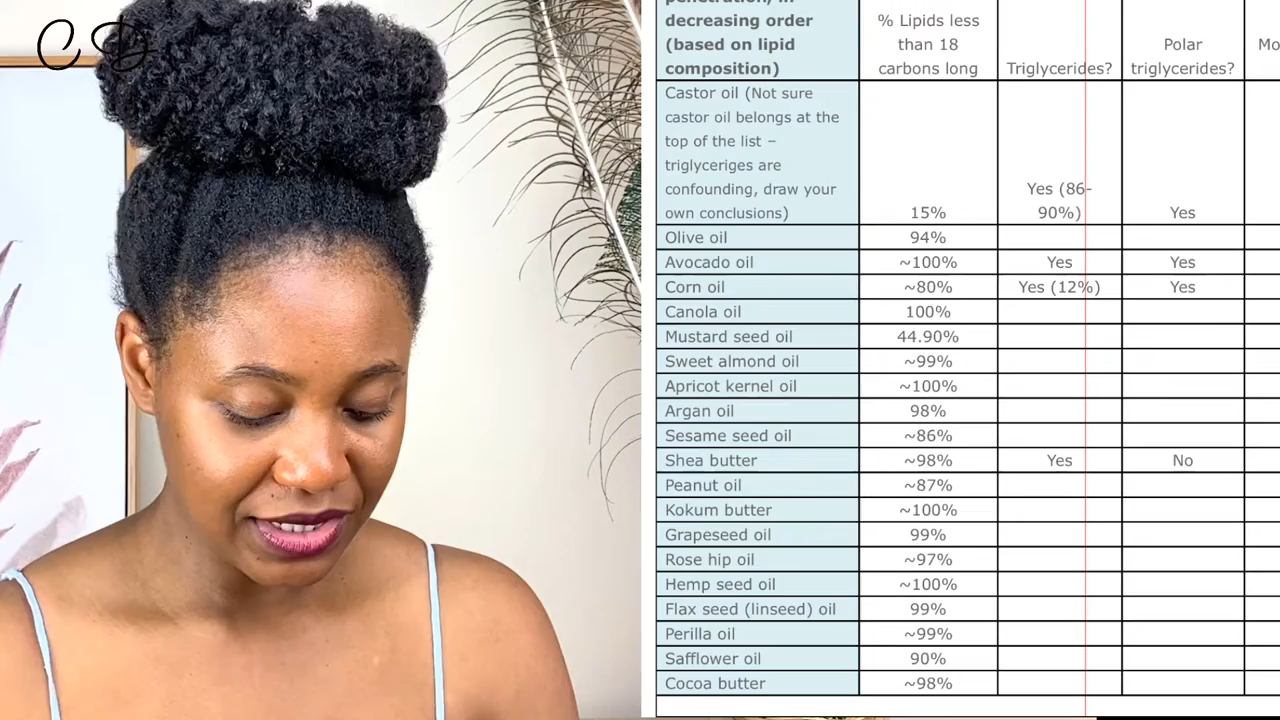 CB
decreasing order
(based on lipid
composition)
% Lipids less
than 18
carbons long
Triglycerides?
Polar
triglycerides?
Castor oil (Not sure
castor oil belongs at the
top of the list –
triglyceriges are
confounding, draw your
own conclusions)
15%
Yes (86-
90%)
Yes
Olive oil 94%
Avocado oil ~100% Yes Yes
Corn oil ~80% Yes (12%) Yes
Canola oil 100%
Mustard seed oil 44.90%
Sweet almond oil ~99%
Apricot kernel oil ~100%
Argan oil 98%
Sesame seed oil ~86%
Shea butter ~98% Yes No
Peanut oil ~87%
Kokum butter ~100%
Grapeseed oil 99%
Rose hip oil ~97%
Hemp seed oil ~100%
Flax seed (linseed) oil 99%
Perilla oil ~99%
Safflower oil 90%
Cocoa butter ~98%